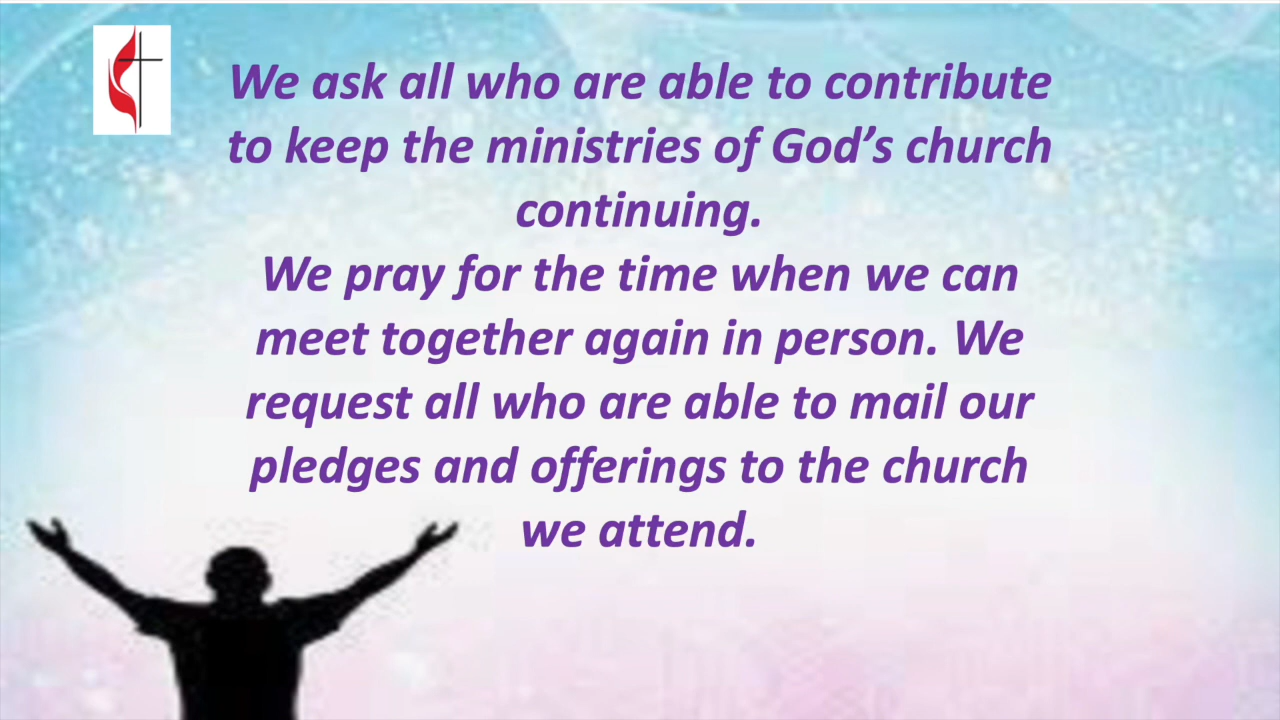 We ask all who are able to contribute
to keep the ministries of God’s church
continuing.
We pray for the time when we can
meet together again in person. We
request all who are able to mail our
pledges and offerings to the church
we attend.